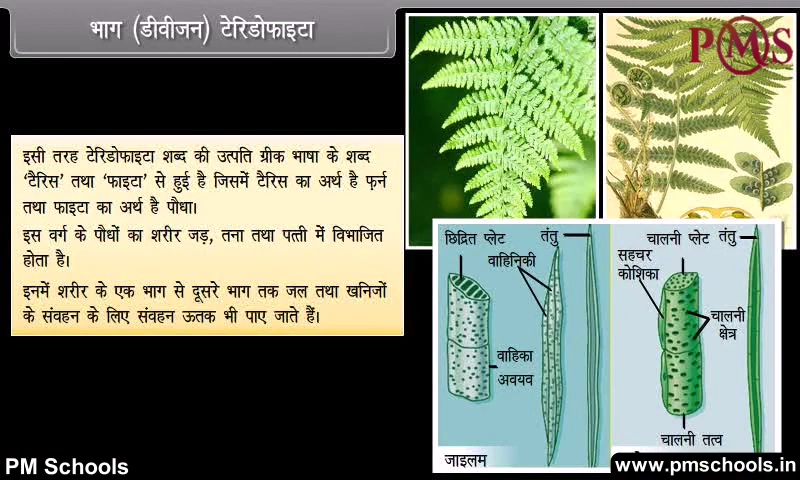 भाग (डीवीजन) टेरिडोफाइटा
PMS
इसी तरह टेरिडोफाइटा शब्द की उत्पति ग्रीक भाषा के शब्द
‘टैरिस’ तथा ‘फाइटा’ से हुई है जिसमें टैरिस का अर्थ है फ़र्न
तथा फाइटा का अर्थ है पौधा।
इस वर्ग के पौधों का शरीर जड़, तना तथा पत्ती में विभाजित
होता है।
इनमें शरीर के एक भाग से दूसरे भाग तक जल तथा खनिजों
के संवहन के लिए संवहन ऊतक भी पाए जाते हैं।
छिद्रित प्लेट
तंतु
वाहिनिकी
वाहिका
अवयव
जाइलम
चालनी प्लेट
तंतु
सहचर
कोशिका
चालनी
क्षेत्र
चालनी तत्व
PM Schools
www.pmschools.in